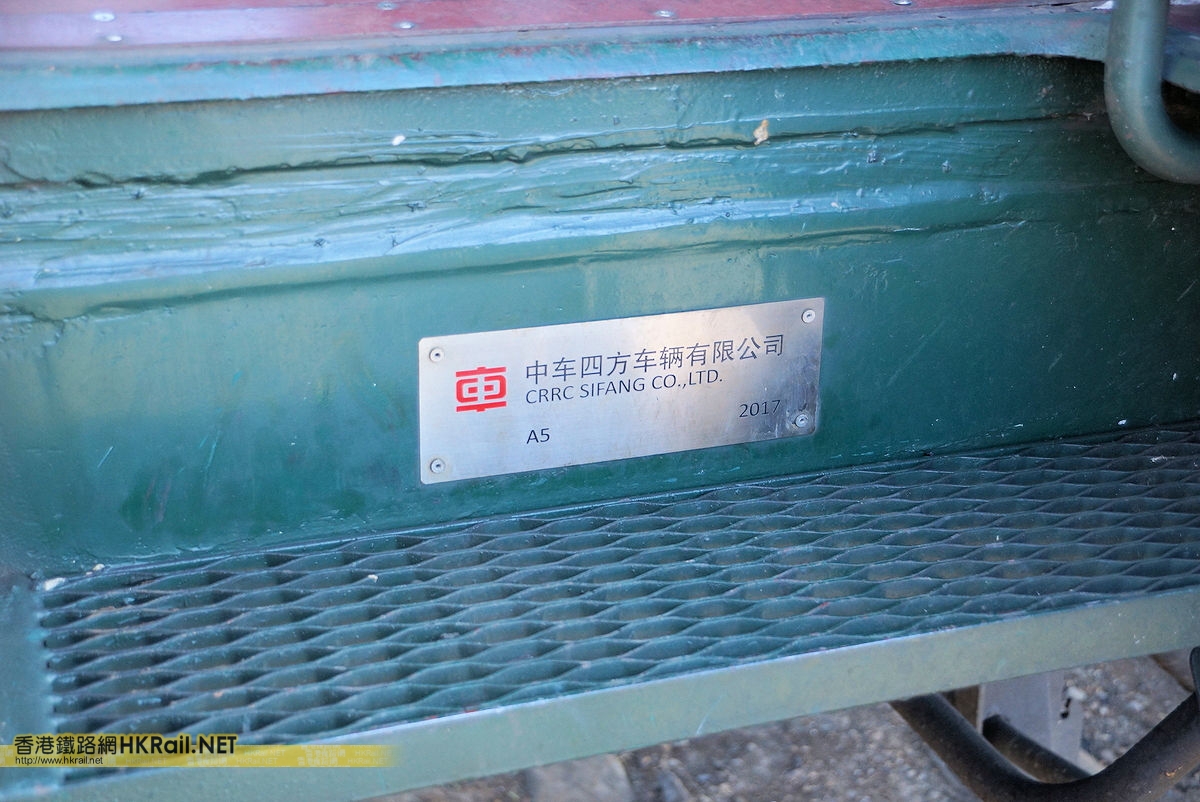 車
中车四方车辆有限公司
CRRC SIFANG CO.,LTD.
2017
A5
香港鐵路網HKRail.NET
http://www.hkrail.net